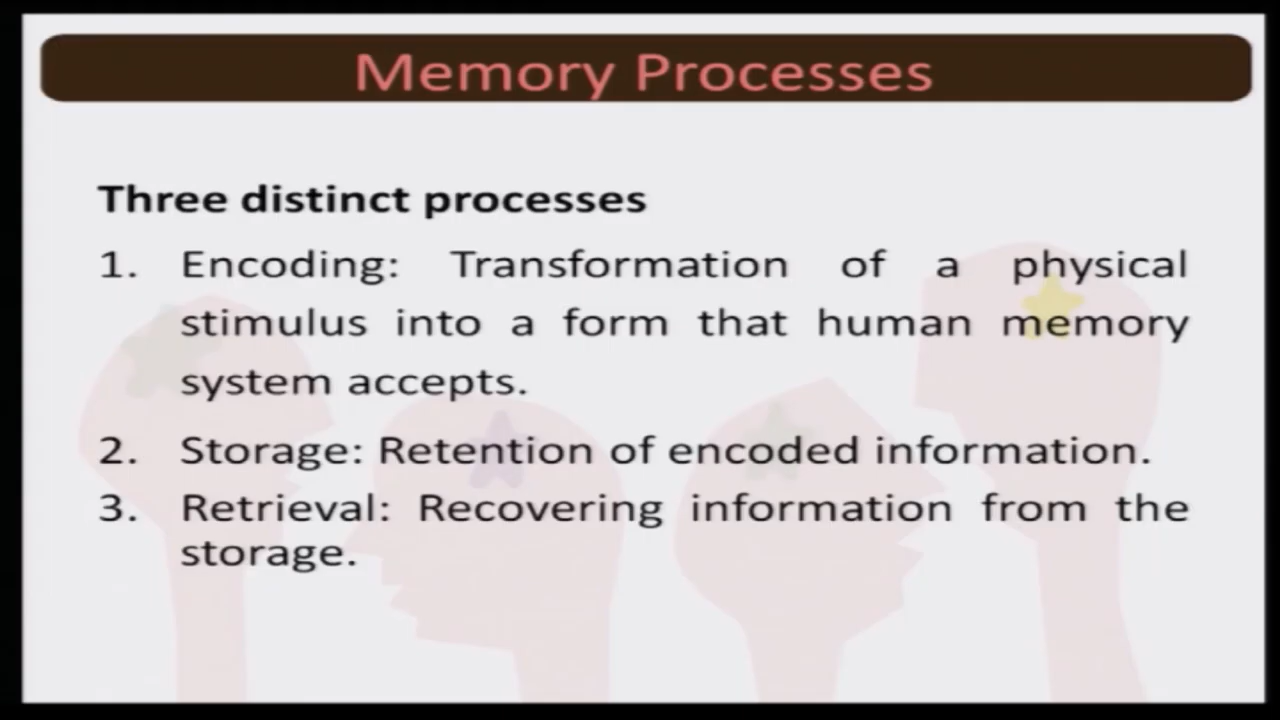 Memory Processes
Three distinct processes
1. Encoding: Transformation of a physical
stimulus into a form that human memory
system accepts.
2. Storage: Retention of encoded information.
3. Retrieval: Recovering information from the
storage.